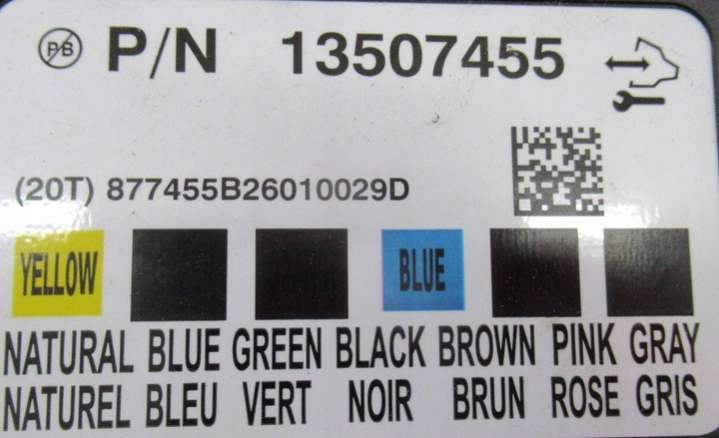 PB P/N 13507455
(20T) 877455B26010029D
YELLOW BLUE
NATURAL BLUE GREEN BLACK BROWN PINK GRAY
NATUREL BLEU VERT NOIR BRUN ROSE GRIS